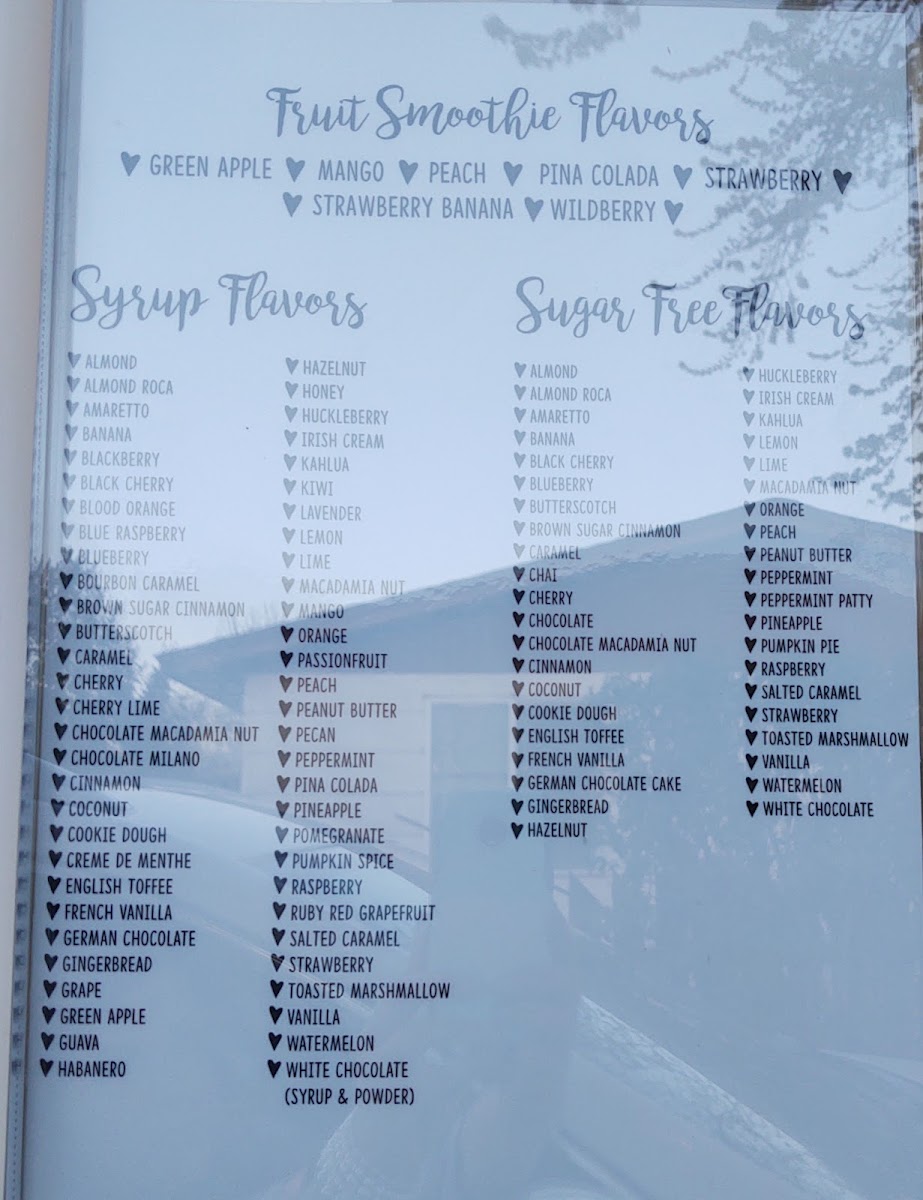 Fruit Smoothie Flavors
♥ GREEN APPLE ♥ MANGO ♥ PEACH ♥ PINA COLADA ♥ STRAWBERRY ♥
♥ STRAWBERRY BANANA ♥ WILDBERRY ♥
Syrup Flavors
♥ ALMOND
♥ ALMOND ROCA
♥ AMARETTO
♥ BANANA
♥ BLACKBERRY
♥ BLACK CHERRY
♥ BLOOD ORANGE
♥ BLUE RASPBERRY
♥ BLUEBERRY
♥ BOURBON CARAMEL
♥ BROWN SUGAR CINNAMON
♥ BUTTERSCOTCH
♥ CARAMEL
♥ CHERRY
♥ CHERRY LIME
♥ CHOCOLATE MACADAMIA NUT
♥ CHOCOLATE MILANO
♥ CINNAMON
♥ COCONUT
♥ COOKIE DOUGH
♥ CREME DE MENTHE
♥ ENGLISH TOFFEE
♥ FRENCH VANILLA
♥ GERMAN CHOCOLATE
♥ GINGERBREAD
♥ GRAPE
♥ GREEN APPLE
♥ GUAVA
♥ HABANERO
♥ HAZELNUT
♥ HONEY
♥ HUCKLEBERRY
♥ IRISH CREAM
♥ KAHLUA
♥ KIWI
♥ LAVENDER
♥ LEMON
♥ LIME
♥ MACADAMIA NUT
♥ MANGO
♥ ORANGE
♥ PASSIONFRUIT
♥ PEACH
♥ PEANUT BUTTER
♥ PECAN
♥ PEPPERMINT
♥ PINA COLADA
♥ PINEAPPLE
♥ POMEGRANATE
♥ PUMPKIN SPICE
♥ RASPBERRY
♥ RUBY RED GRAPEFRUIT
♥ SALTED CARAMEL
♥ STRAWBERRY
♥ TOASTED MARSHMALLOW
♥ VANILLA
♥ WATERMELON
♥ WHITE CHOCOLATE
(SYRUP & POWDER)
Sugar Free Flavors
♥ ALMOND
♥ ALMOND ROCA
♥ AMARETTO
♥ BANANA
♥ BLACK CHERRY
♥ BLUEBERRY
♥ BUTTERSCOTCH
♥ BROWN SUGAR CINNAMON
♥ CARAMEL
♥ CHAI
♥ CHERRY
♥ CHOCOLATE
♥ CHOCOLATE MACADAMIA NUT
♥ CINNAMON
♥ COCONUT
♥ COOKIE DOUGH
♥ ENGLISH TOFFEE
♥ FRENCH VANILLA
♥ GERMAN CHOCOLATE CAKE
♥ GINGERBREAD
♥ HAZELNUT
♥ HUCKLEBERRY
♥ IRISH CREAM
♥ KAHLUA
♥ LEMON
♥ LIME
♥ MACADAMIA NUT
♥ ORANGE
♥ PEACH
♥ PEANUT BUTTER
♥ PEPPERMINT
♥ PEPPERMINT PATTY
♥ PINEAPPLE
♥ PUMPKIN PIE
♥ RASPBERRY
♥ SALTED CARAMEL
♥ STRAWBERRY
♥ TOASTED MARSHMALLOW
♥ VANILLA
♥ WATERMELON
♥ WHITE CHOCOLATE